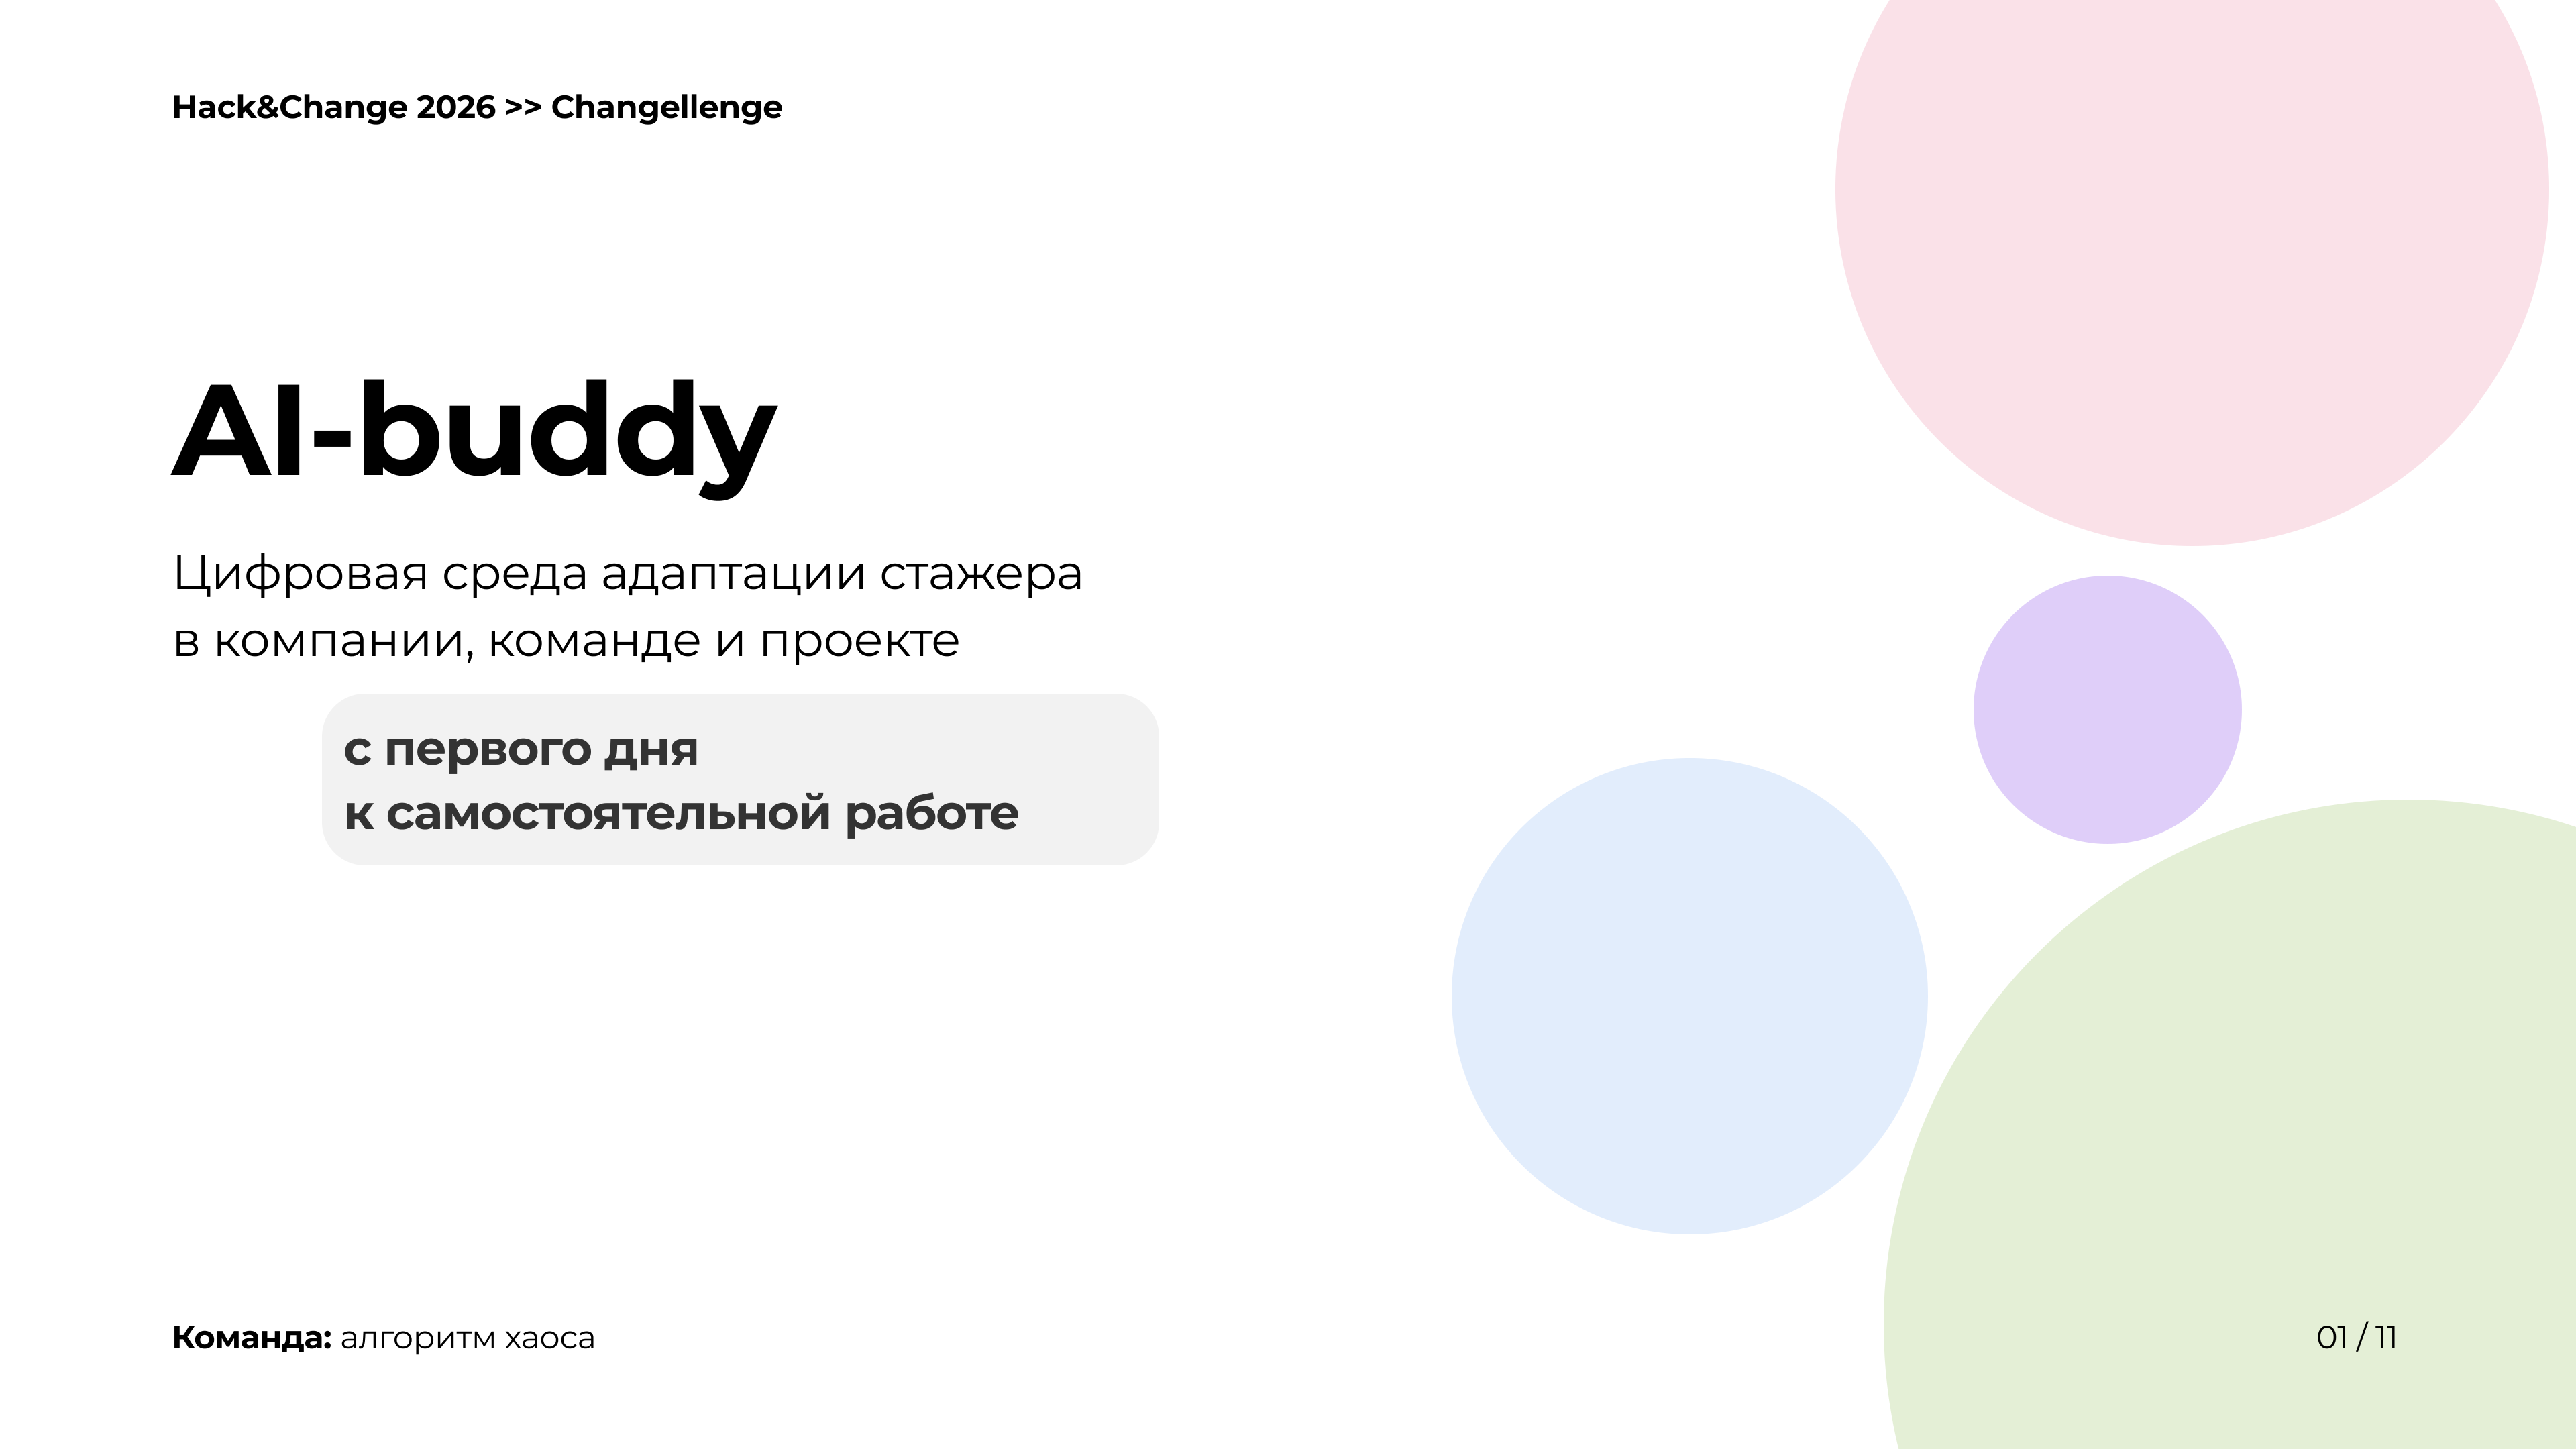 Hack&Change 2026 >> Changellenge
AI-buddy
Цифровая среда адаптации стажера
в компании, команде и проекте
с первого дня
к самостоятельной работе
Команда: алгоритм хаоса
01 / 11